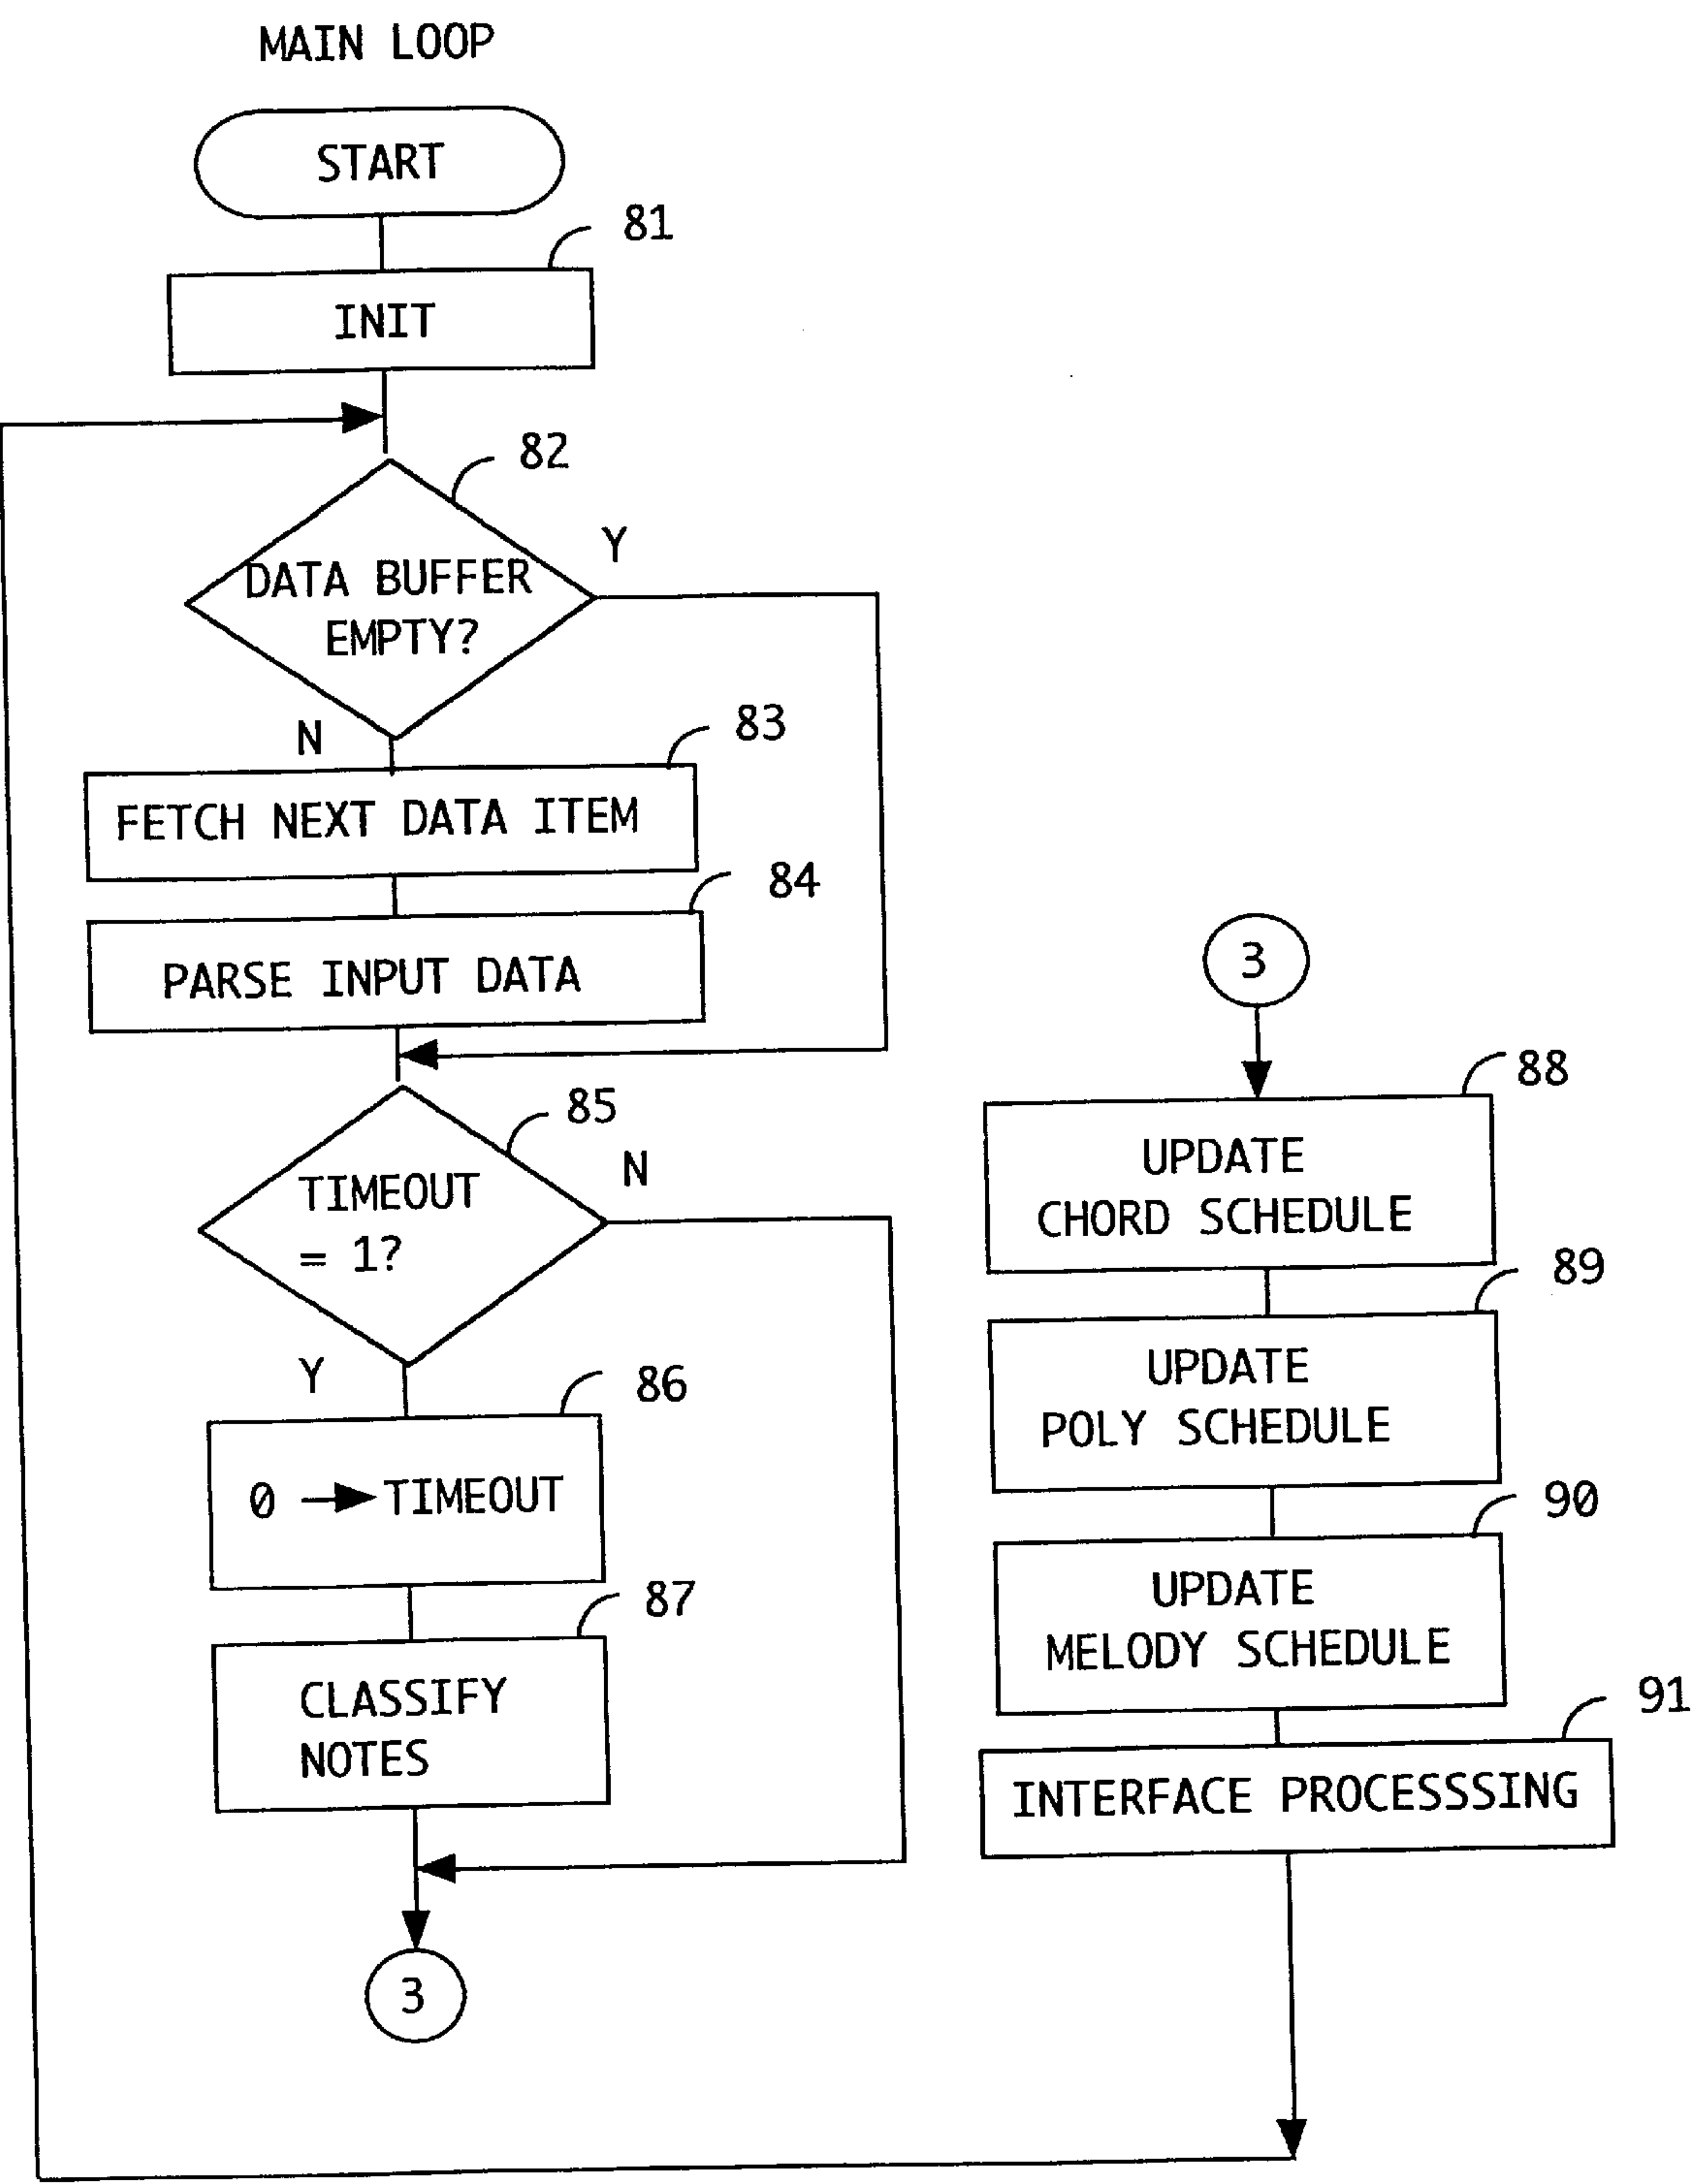 MAIN LOOP
START
81
INIT
82
Y
DATA BUFFER
EMPTY?
N
83
FETCH NEXT DATA ITEM
84
PARSE INPUT DATA
85
N
TIMEOUT
= 1?
Y
86
0 → TIMEOUT
87
CLASSIFY
NOTES
3
3
88
UPDATE
CHORD SCHEDULE
89
UPDATE
POLY SCHEDULE
90
UPDATE
MELODY SCHEDULE
91
INTERFACE PROCESSSING